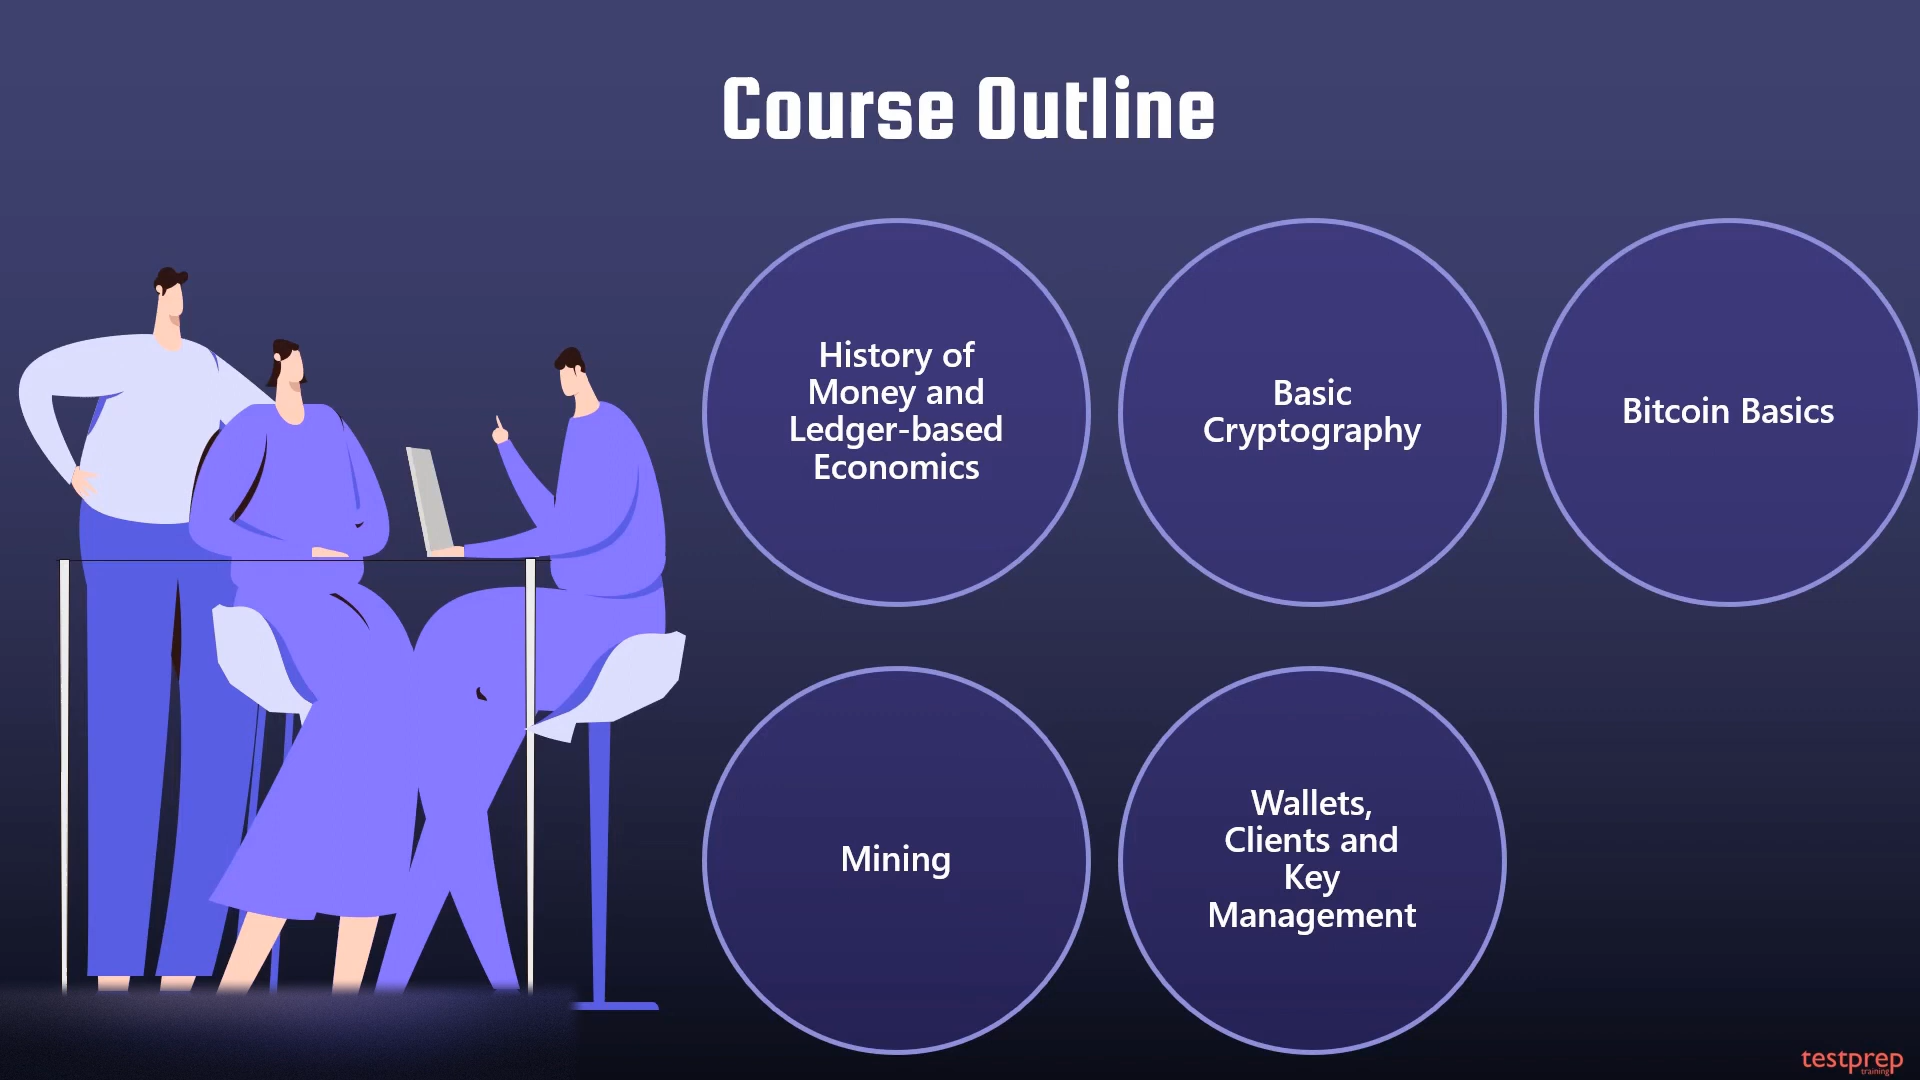 Course Outline
History of
Money and
Ledger-based
Economics
Basic
Cryptography
Bitcoin Basics
Mining
Wallets,
Clients and
Key
Management
testprep
training